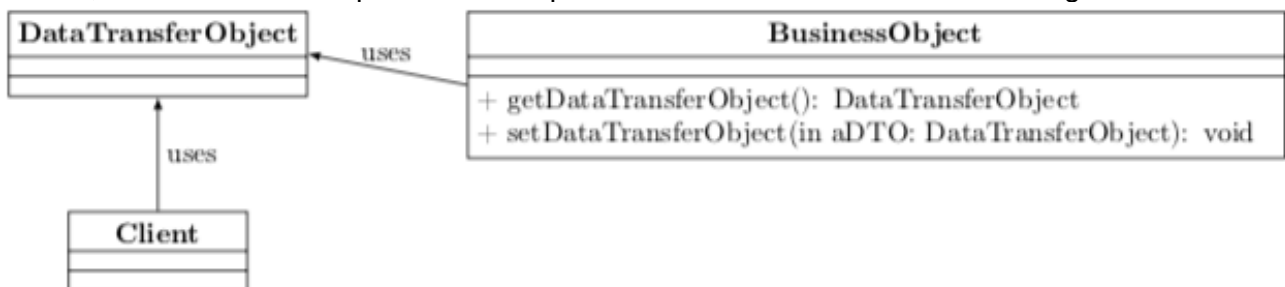 DataTransferObject
uses
BusinessObject
+ getDataTransferObject(): DataTransferObject
+ setDataTransferObject(in aDTO: DataTransferObject): void
uses
Client